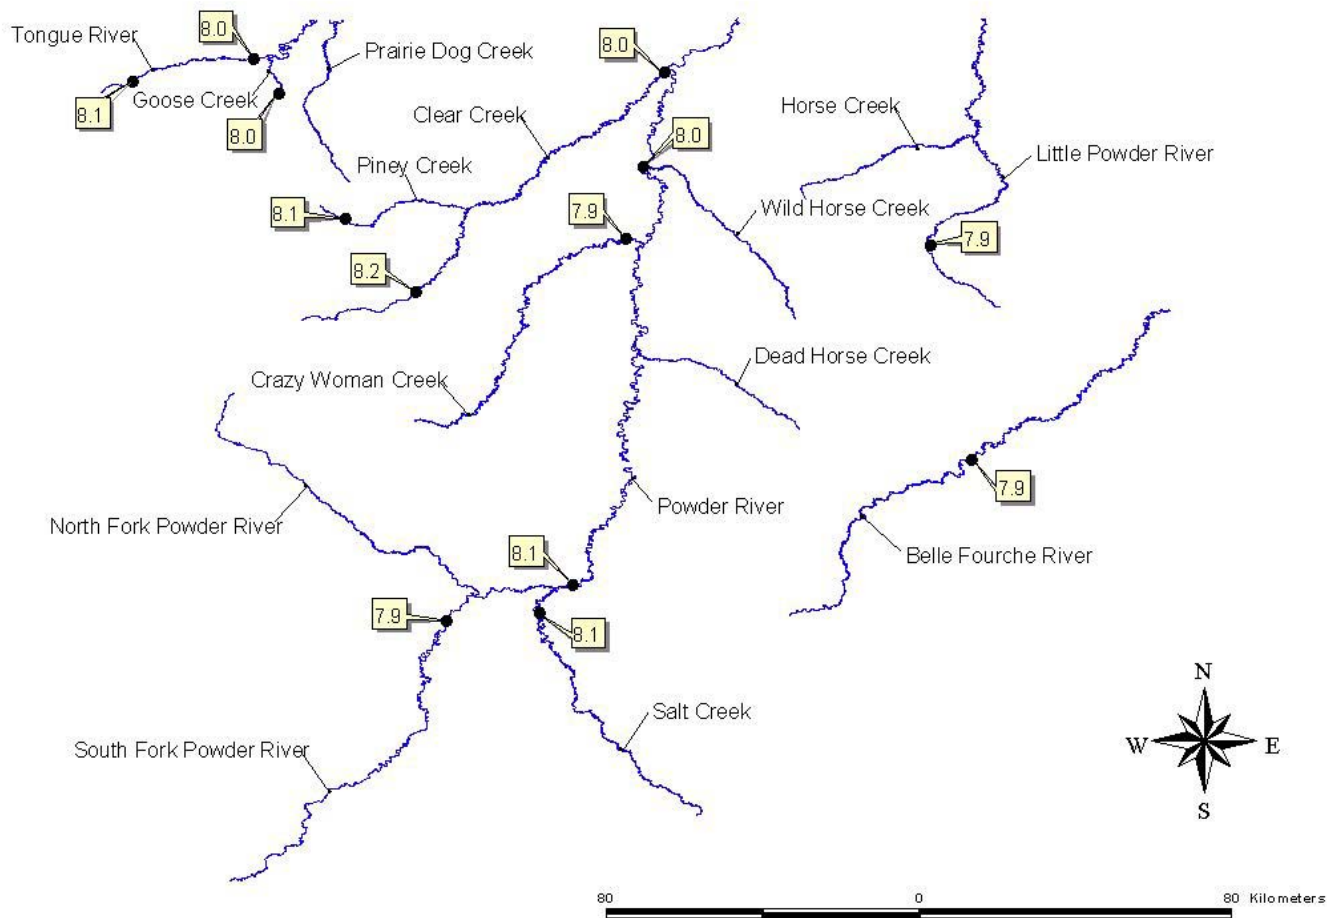 8.0
Tongue River
Prairie Dog Creek
8.0
8.1
Goose Creek
8.0
Clear Creek
Horse Creek
8.0
Little Powder River
Piney Creek
8.1
7.9
Wild Horse Creek
7.9
8.2
Dead Horse Creek
Crazy Woman Creek
7.9
Powder River
North Fork Powder River
8.1
Belle Fourche River
7.9
8.1
Salt Creek
South Fork Powder River
N
W
E
S
80 0 80 Kilometers